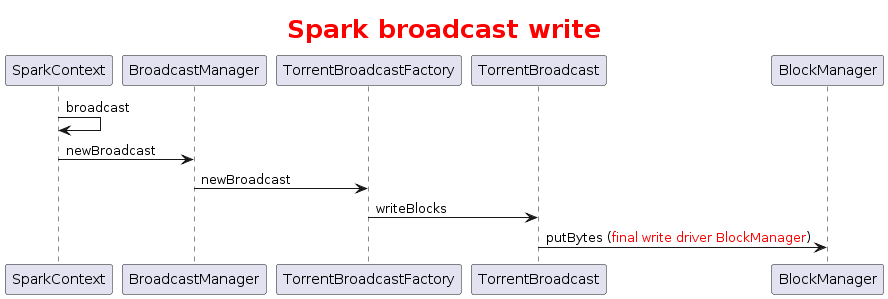 Spark broadcast write
SparkContext BroadcastManager TorrentBroadcastFactory TorrentBroadcast BlockManager
broadcast
newBroadcast
newBroadcast
writeBlocks
putBytes (final write driver BlockManager)
SparkContext BroadcastManager TorrentBroadcastFactory TorrentBroadcast BlockManager